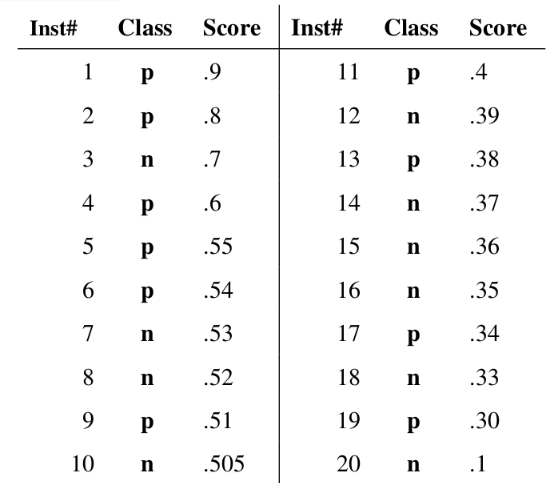 Inst# Class Score Inst# Class Score
1 p .9 11 p .4
2 p .8 12 n .39
3 n .7 13 p .38
4 p .6 14 n .37
5 p .55 15 n .36
6 p .54 16 n .35
7 n .53 17 p .34
8 n .52 18 n .33
9 p .51 19 p .30
10 n .505 20 n .1